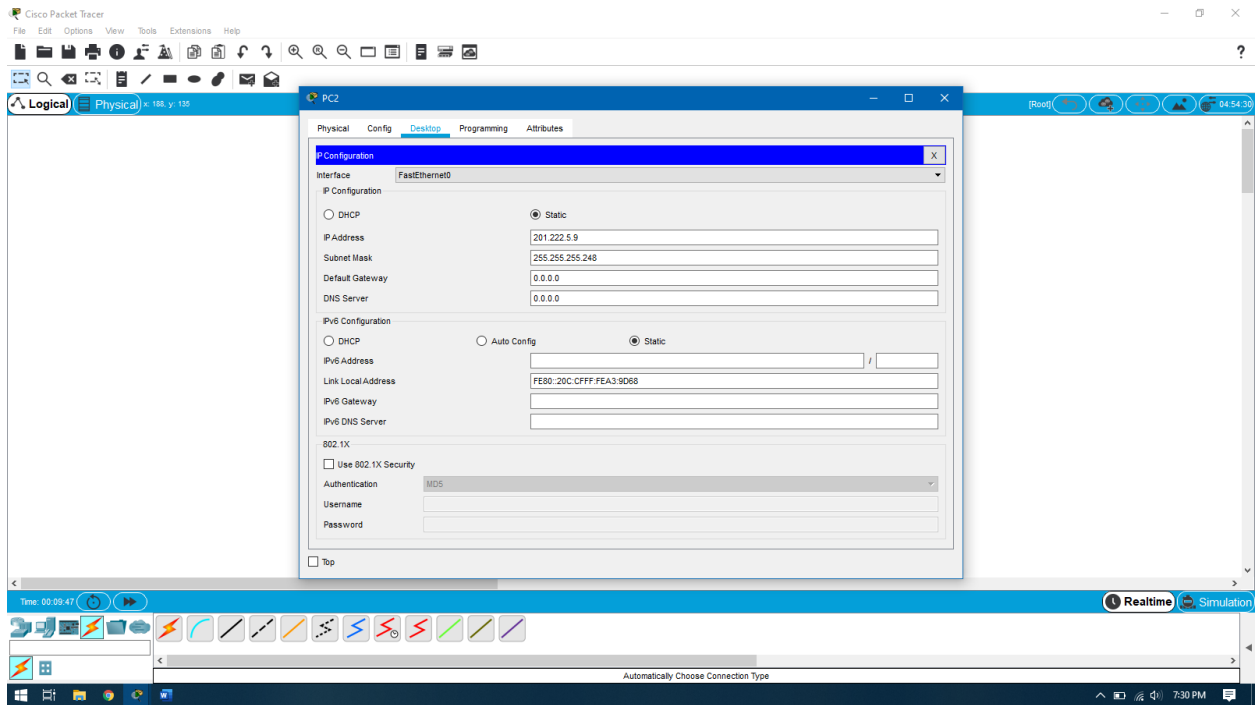 Cisco Packet Tracer
File Edit Options View Tools Extensions Help
?
Logical Physical x: 188, y: 135 [Root] 04:54:30
PC2
Physical Config Desktop Programming Attributes
IP Configuration X
Interface FastEthernet0
IP Configuration
DHCP Static
IP Address 201.222.5.9
Subnet Mask 255.255.255.248
Default Gateway 0.0.0.0
DNS Server 0.0.0.0
IPv6 Configuration
DHCP Auto Config Static
IPv6 Address /
Link Local Address FE80::20C:CFFF:FEA3:9D68
IPv6 Gateway
IPv6 DNS Server
802.1X
Use 802.1X Security
Authentication MD5
Username
Password
Top
Time: 00:09:47 Realtime Simulation
Automatically Choose Connection Type
7:30 PM